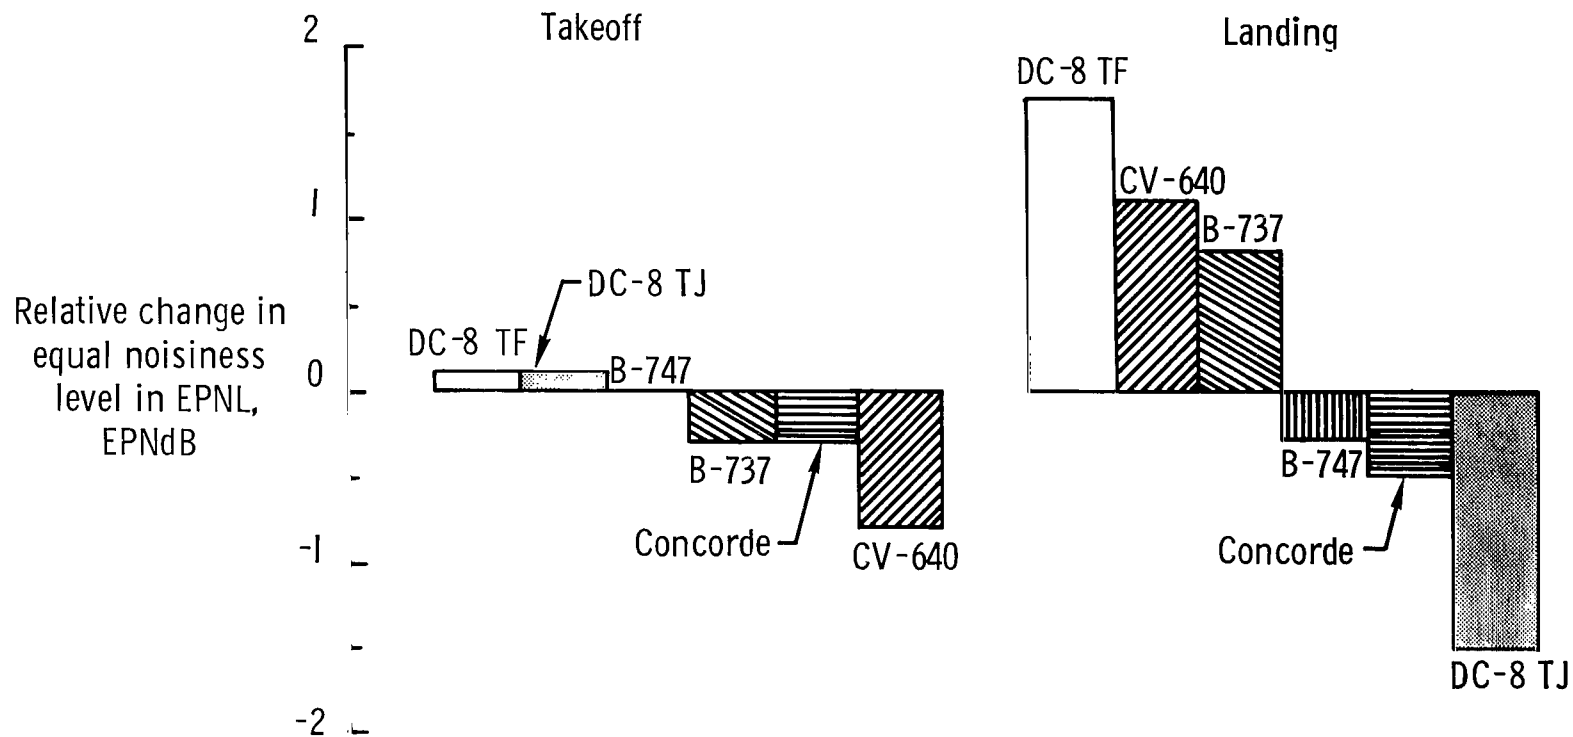 Takeoff
Landing
2
1
0
-1
-2
Relative change in
equal noisiness
level in EPNL,
EPNdB
DC-8 TF
DC-8 TJ
B-747
B-737
Concorde
CV-640
DC-8 TF
CV-640
B-737
B-747
Concorde
DC-8 TJ